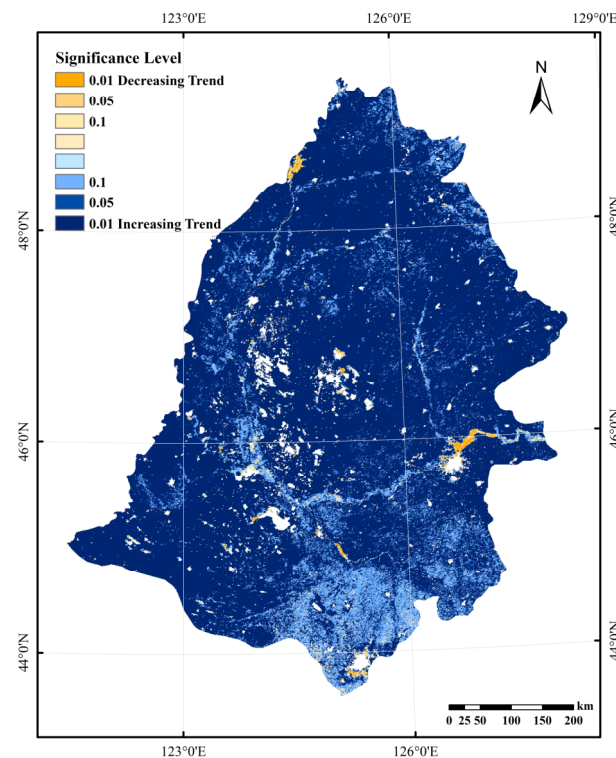 123°0'E 126°0'E 129°0'E
Significance Level
0.01 Decreasing Trend
0.05
0.1
0.1
0.05
0.01 Increasing Trend
N
48°0'N 48°0'N
46°0'N 46°0'N
44°0'N 44°0'N
km
0 25 50 100 150 200
123°0'E 126°0'E